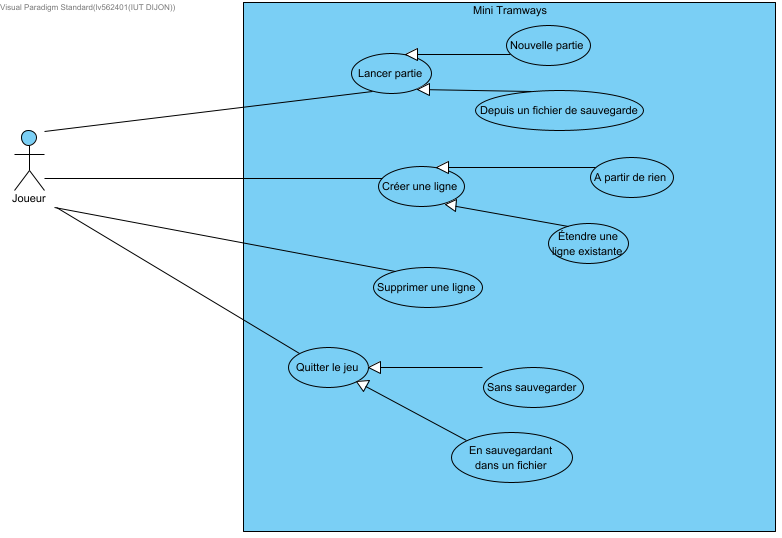 Visual Paradigm Standard(lv562401(IUT DIJON))
Mini Tramways
Nouvelle partie
Lancer partie
Depuis un fichier de sauvegarde
Joueur
A partir de rien
Créer une ligne
Étendre une
ligne existante
Supprimer une ligne
Quitter le jeu
Sans sauvegarder
En sauvegardant
dans un fichier